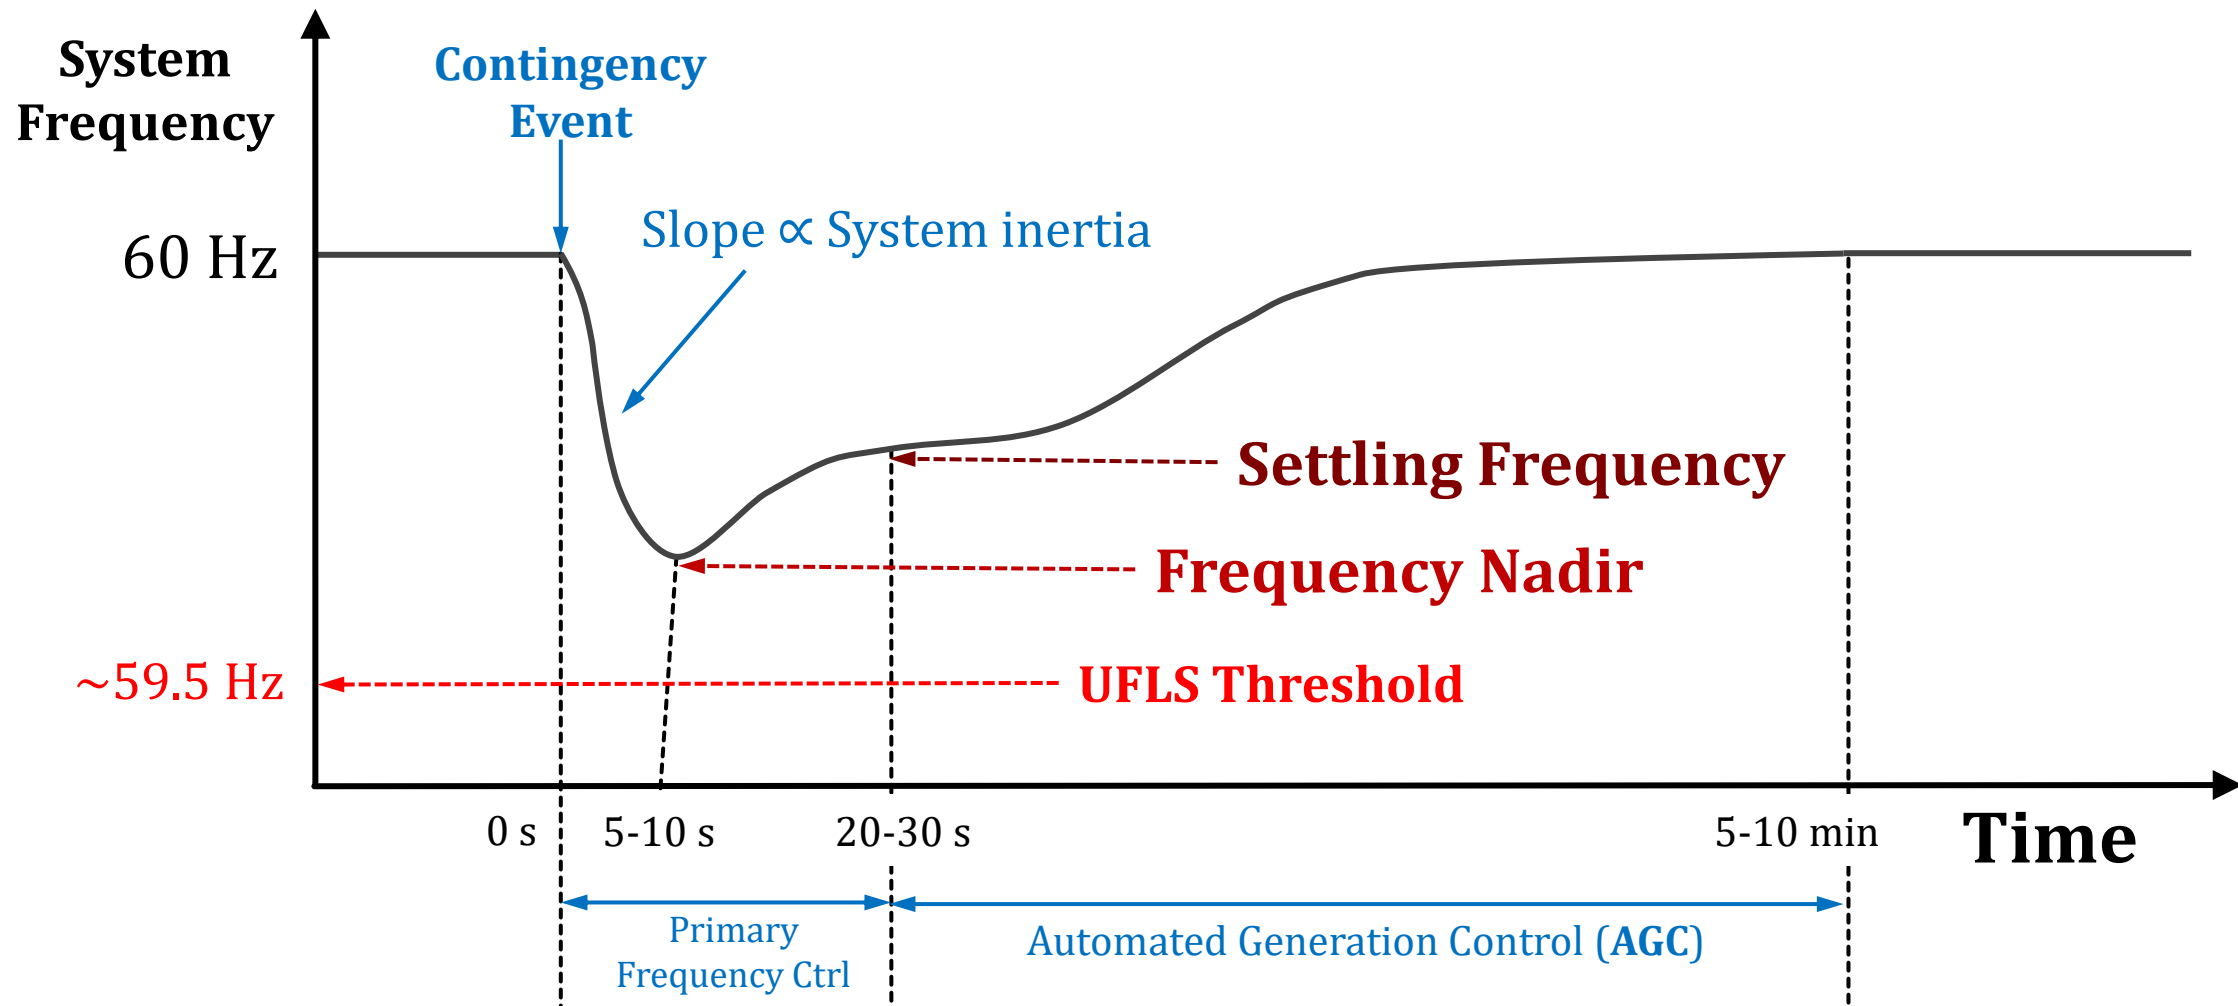 System
Frequency
Contingency
Event
Slope ∝ System inertia
60 Hz
Settling Frequency
Frequency Nadir
~59.5 Hz
UFLS Threshold
0 s
5-10 s
20-30 s
5-10 min
Time
Primary
Frequency Ctrl
Automated Generation Control (AGC)